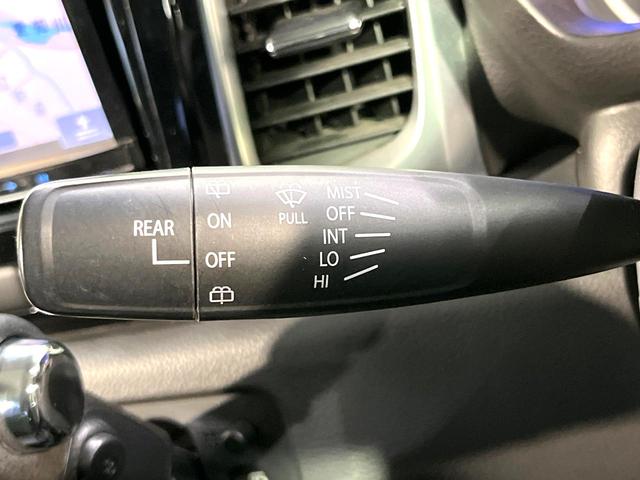 REAR
ON
OFF
PULL
MIST
OFF
INT
LO
HI